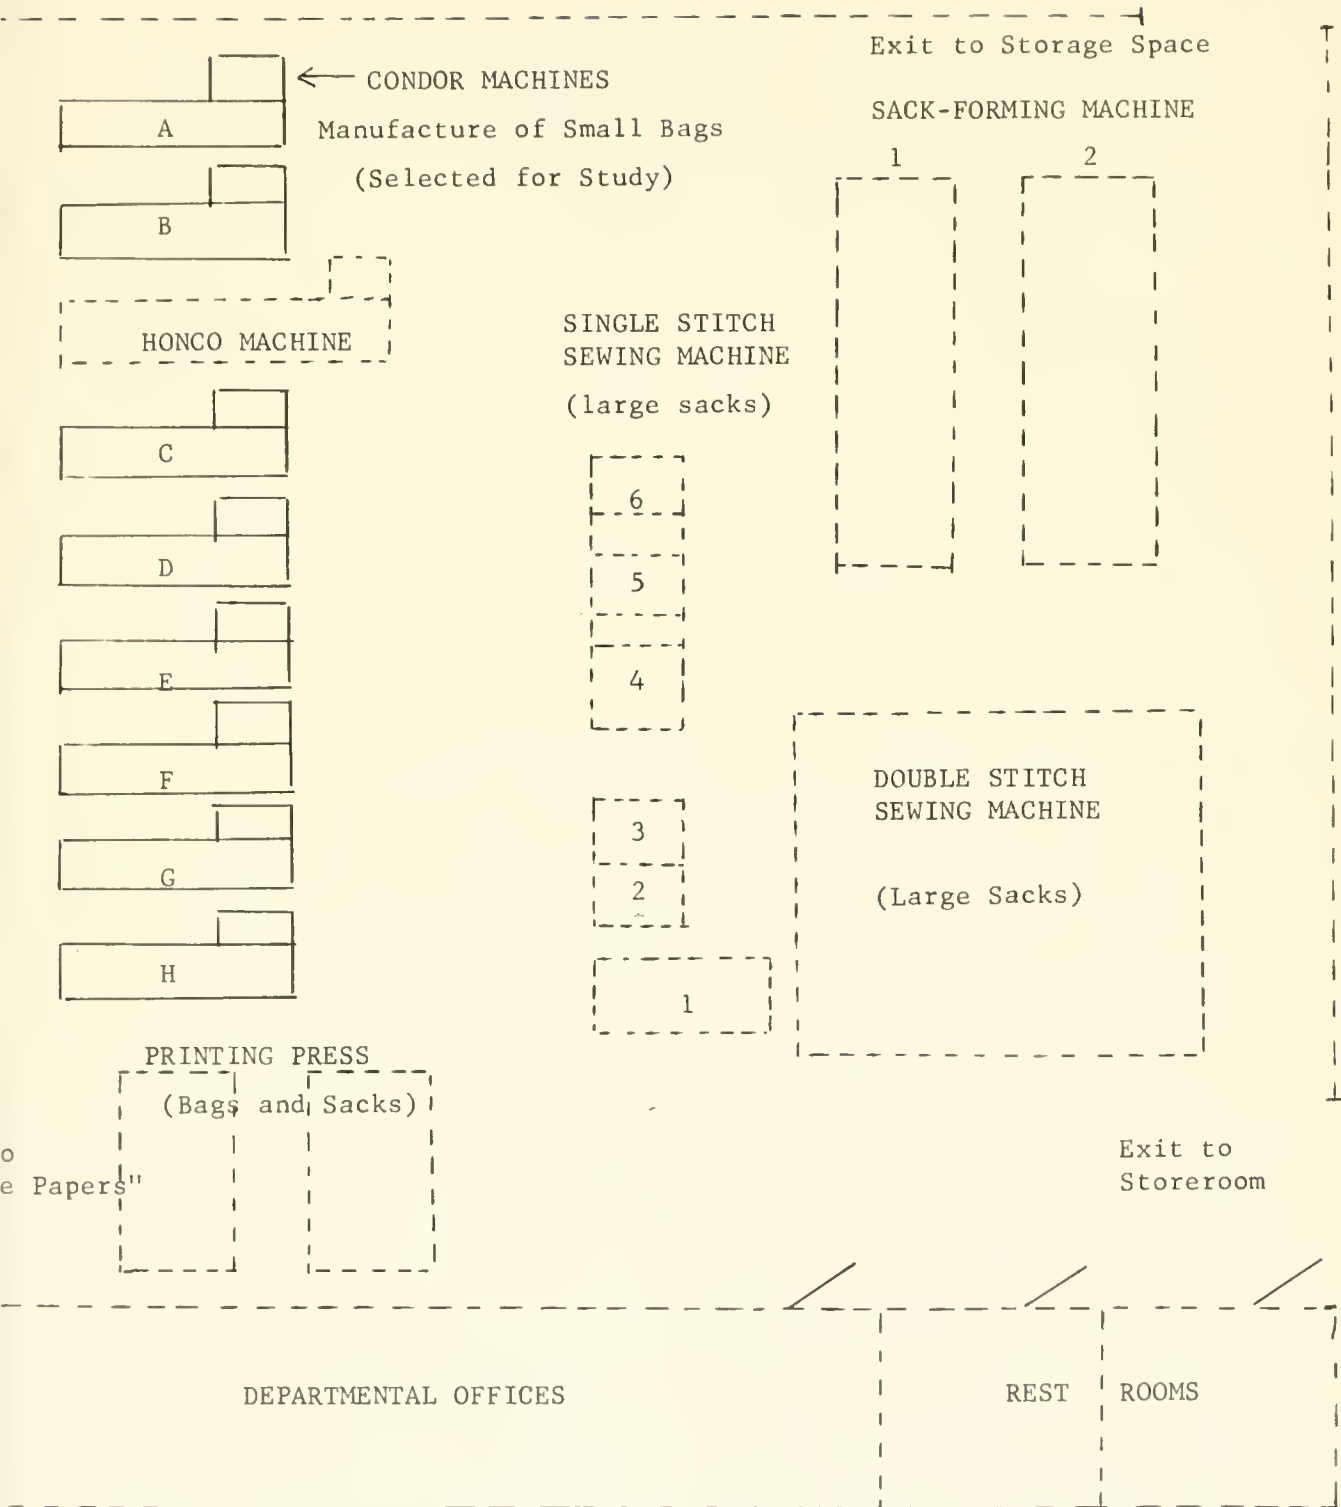 Exit to Storage Space
← CONDOR MACHINES
SACK-FORMING MACHINE
A
Manufacture of Small Bags
1
2
(Selected for Study)
B
HONCO MACHINE
SINGLE STITCH
SEWING MACHINE
(large sacks)
C
6
D
5
E
4
F
DOUBLE STITCH
SEWING MACHINE
3
G
2
(Large Sacks)
H
1
PRINTING PRESS
(Bags and Sacks)
o
e Papers"
Exit to
Storeroom
DEPARTMENTAL OFFICES
REST ROOMS